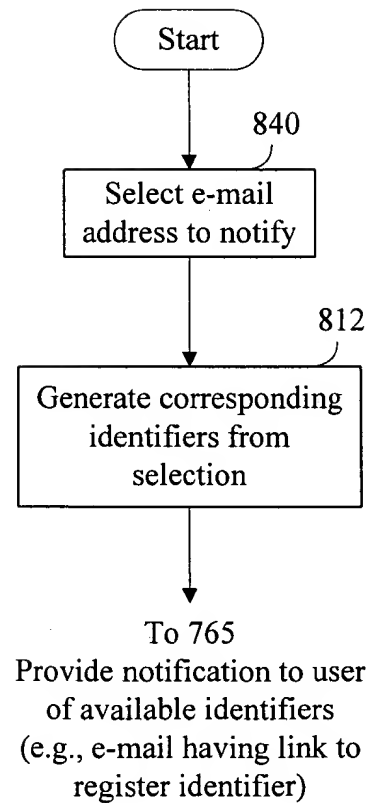 Start
840
Select e-mail
address to notify
812
Generate corresponding
identifiers from
selection
To 765
Provide notification to user
of available identifiers
(e.g., e-mail having link to
register identifier)